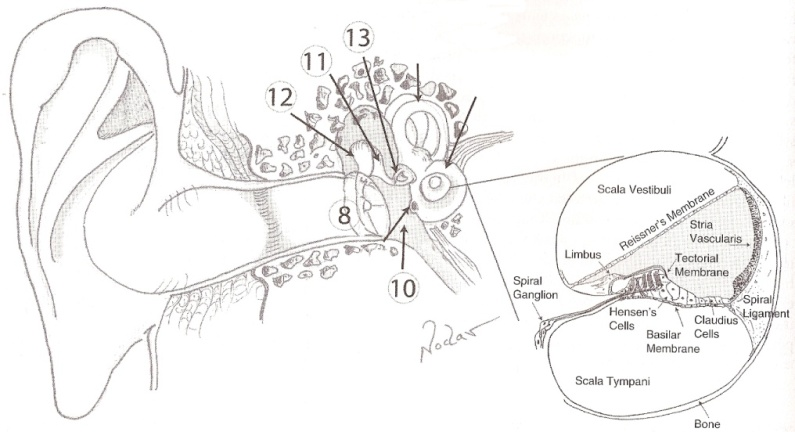 13
11
12
8
10
Scala Vestibuli
Reissner's Membrane
Stria
Vascularis
Limbus
Tectorial
Membrane
Spiral
Ganglion
Hensen's
Cells
Basilar
Membrane
Claudius
Cells
Spiral
Ligament
Scala Tympani
Bone